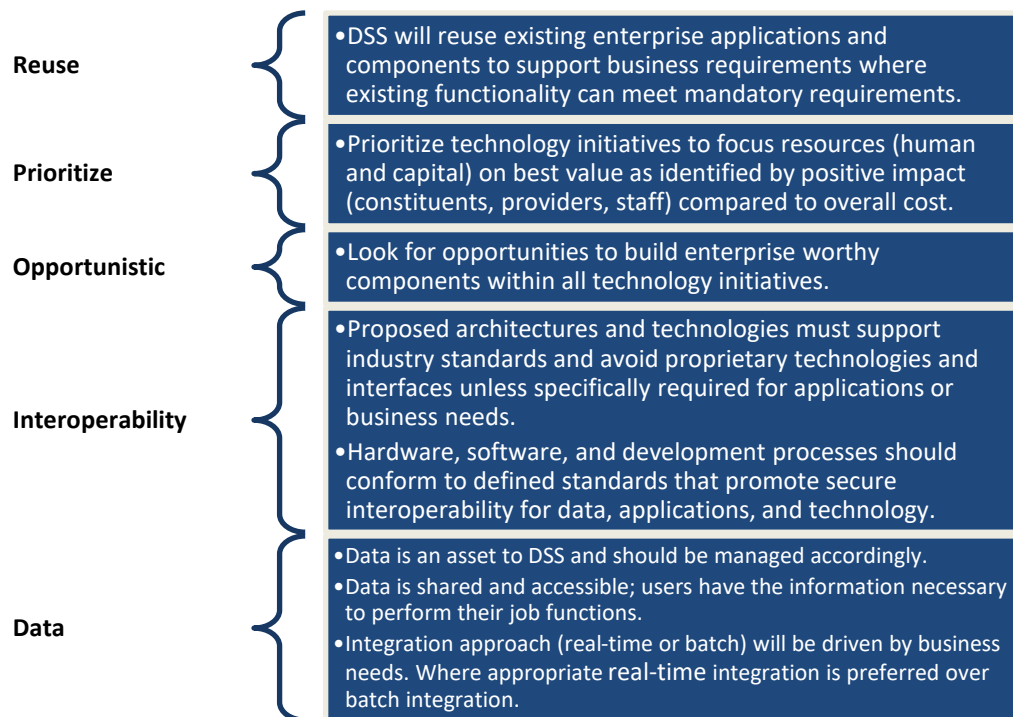 Reuse
•DSS will reuse existing enterprise applications and
components to support business requirements where
existing functionality can meet mandatory requirements.
Prioritize
•Prioritize technology initiatives to focus resources (human
and capital) on best value as identified by positive impact
(constituents, providers, staff) compared to overall cost.
Opportunistic
•Look for opportunities to build enterprise worthy
components within all technology initiatives.
Interoperability
•Proposed architectures and technologies must support
industry standards and avoid proprietary technologies and
interfaces unless specifically required for applications or
business needs.
•Hardware, software, and development processes should
conform to defined standards that promote secure
interoperability for data, applications, and technology.
Data
•Data is an asset to DSS and should be managed accordingly.
•Data is shared and accessible; users have the information necessary
to perform their job functions.
•Integration approach (real-time or batch) will be driven by business
needs. Where appropriate real-time integration is preferred over
batch integration.